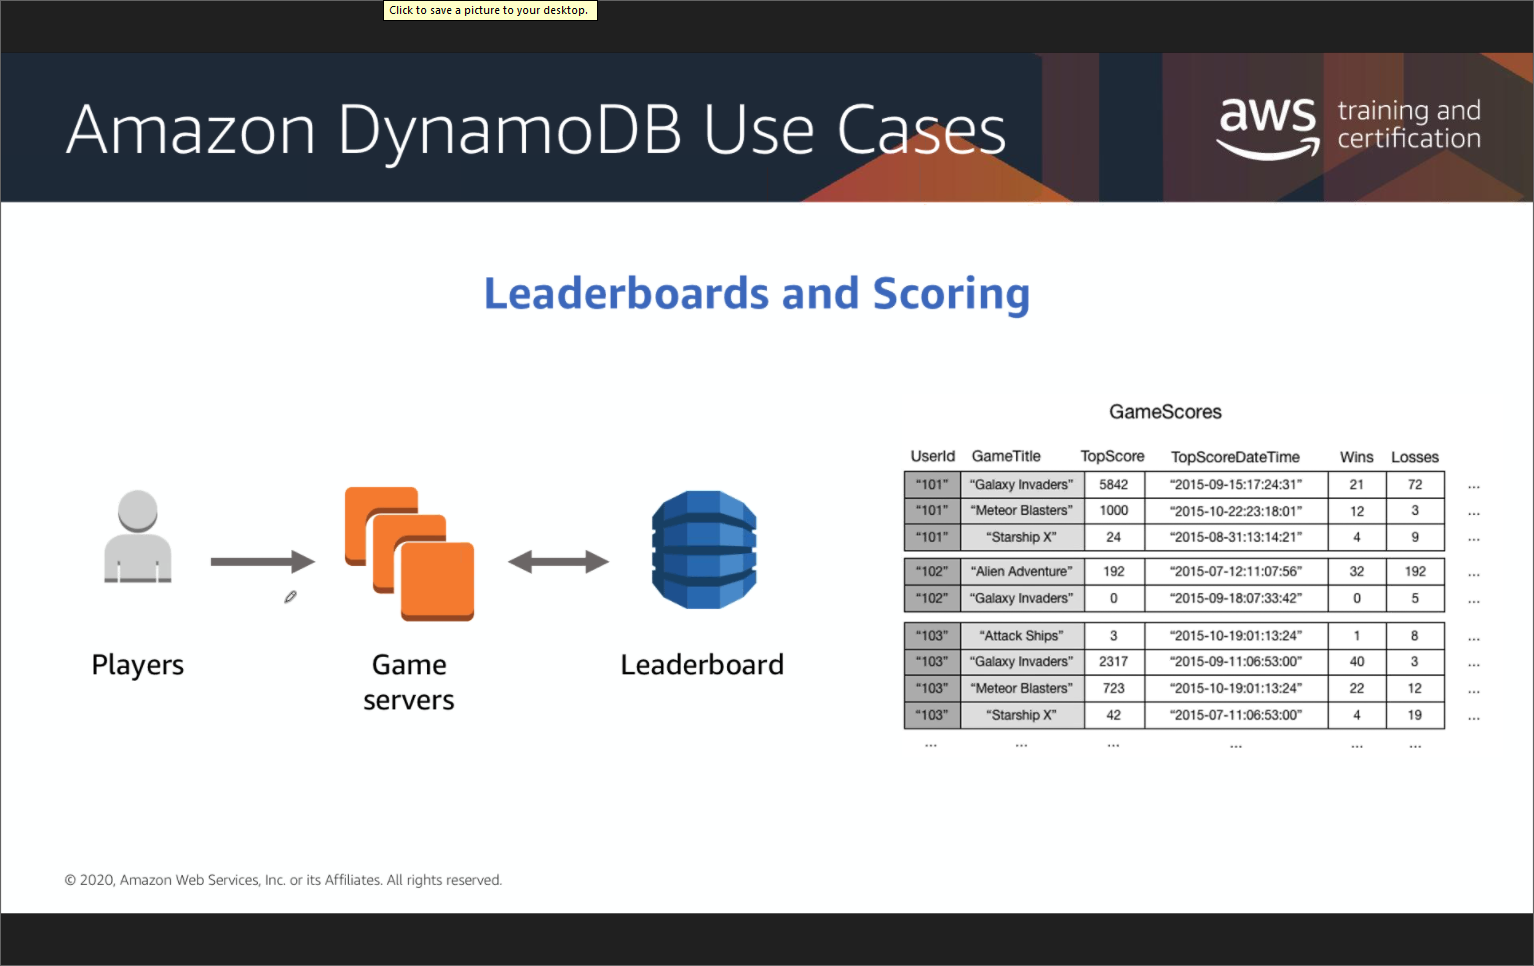 Click to save a picture to your desktop.
Amazon DynamoDB Use Cases
aws training and
certification
Leaderboards and Scoring
GameScores
UserId GameTitle TopScore TopScoreDateTime Wins Losses
“101” “Galaxy Invaders” 5842 “2015-09-15:17:24:31” 21 72 ...
“101” “Meteor Blasters” 1000 “2015-10-22:23:18:01” 12 3 ...
“101” “Starship X” 24 “2015-08-31:13:14:21” 4 9 ...
“102” “Alien Adventure” 192 “2015-07-12:11:07:56” 32 192 ...
“102” “Galaxy Invaders” 0 “2015-09-18:07:33:42” 0 5 ...
“103” “Attack Ships” 3 “2015-10-19:01:13:24” 1 8 ...
“103” “Galaxy Invaders” 2317 “2015-09-11:06:53:00” 40 3 ...
“103” “Meteor Blasters” 723 “2015-10-19:01:13:24” 22 12 ...
“103” “Starship X” 42 “2015-07-11:06:53:00” 4 19 ...
... ... ... ... ... ...
Players
Game
servers
Leaderboard
© 2020, Amazon Web Services, Inc. or its Affiliates. All rights reserved.